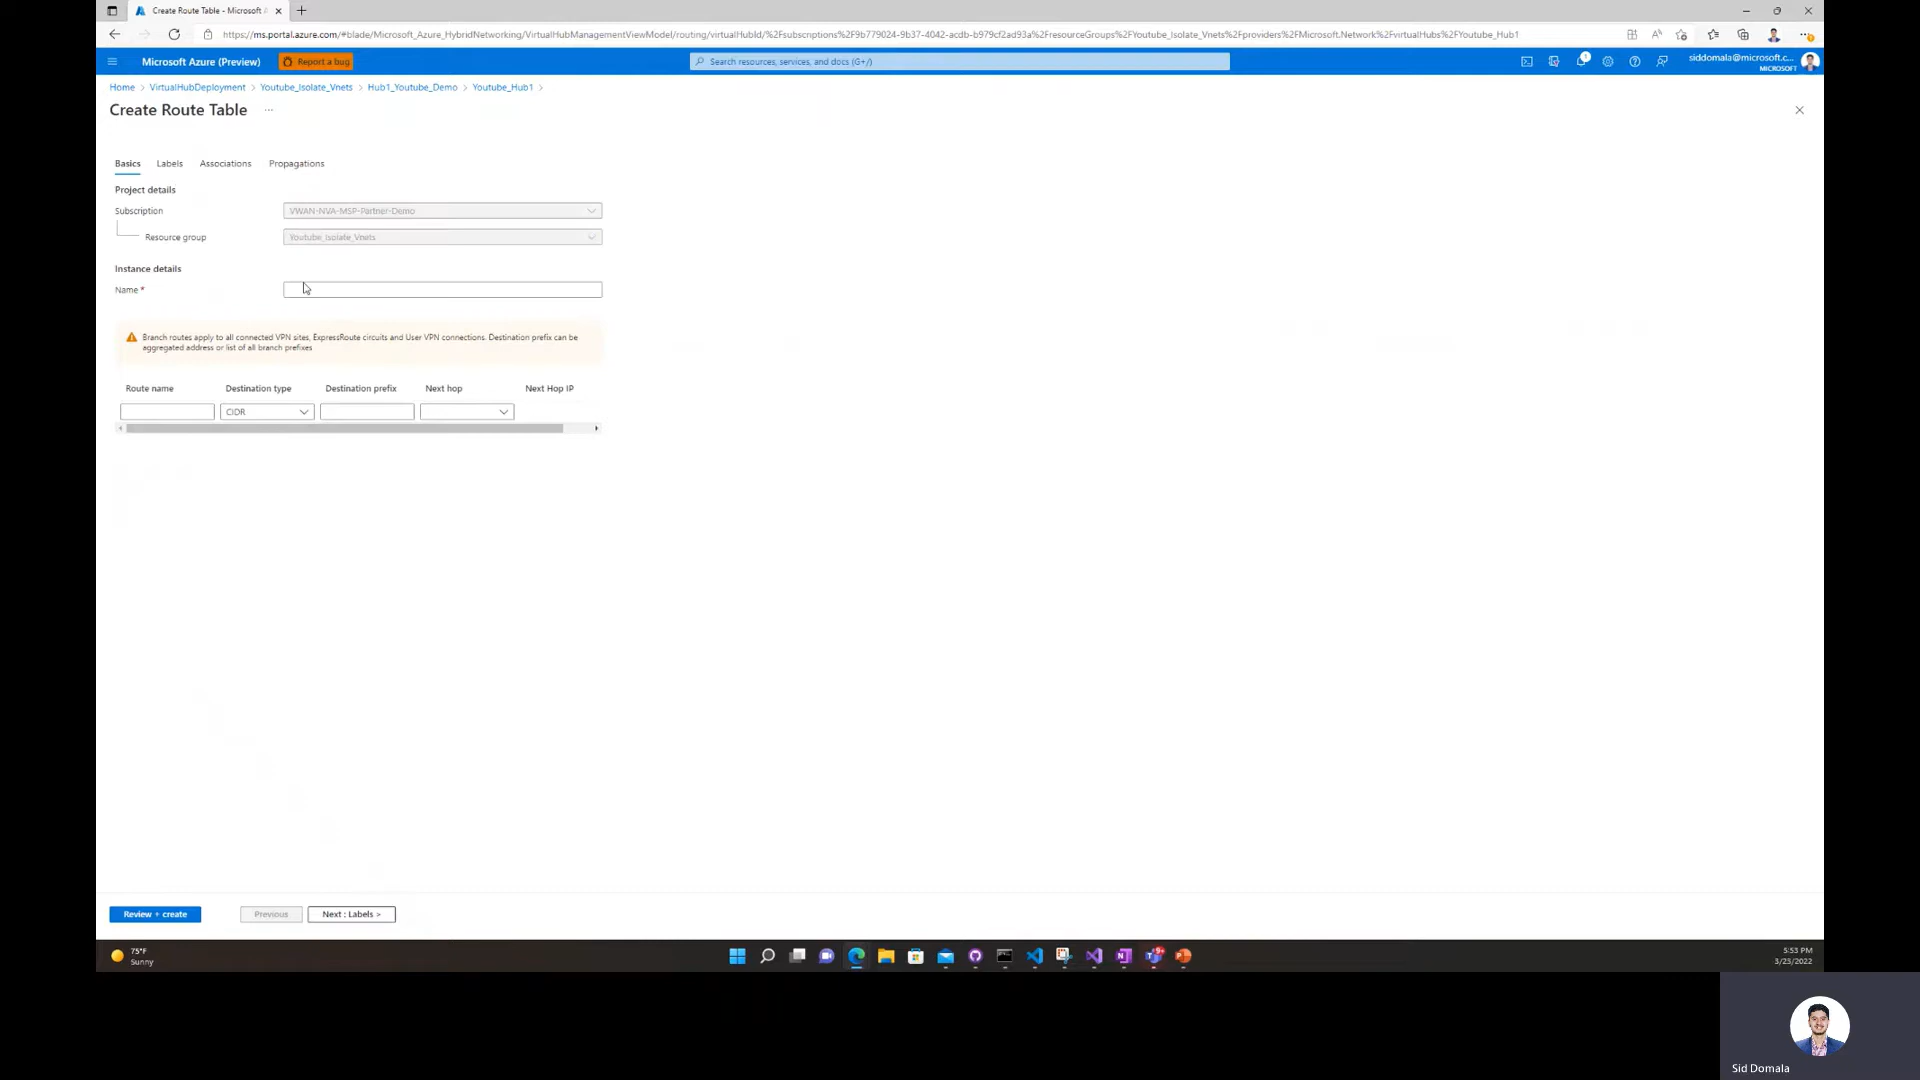 Create Route Table - Microsoft A
https://ms.portal.azure.com/#blade/Microsoft_Azure_HybridNetworking/VirtualHubManagementViewModel/routing/virtualHubId/%2Fsubscriptions%2F9b779024-9b37-4042-acdb-b979cf2ad93a%2FresourceGroups%2FYoutube_Isolate_Vnets%2Fproviders%2FMicrosoft.Network%2FvirtualHubs%2FYoutube_Hub1
Microsoft Azure (Preview)
Report a bug
Search resources, services, and docs (G+/)
1
siddomala@microsoft.c...
MICROSOFT
Home > VirtualHubDeployment > Youtube_Isolate_Vnets > Hub1_Youtube_Demo > Youtube_Hub1 >
Create Route Table ...
Basics Labels Associations Propagations
Project details
Subscription
VWAN-NVA-MSP-Partner-Demo
Resource group
Youtube_Isolate_Vnets
Instance details
Name *
Branch routes apply to all connected VPN sites, ExpressRoute circuits and User VPN connections. Destination prefix can be
aggregated address or list of all branch prefixes
Route name Destination type Destination prefix Next hop Next Hop IP
CIDR
Review + create
Previous
Next : Labels >
75°F
Sunny
5:53 PM
3/25/2022
Sid Domala